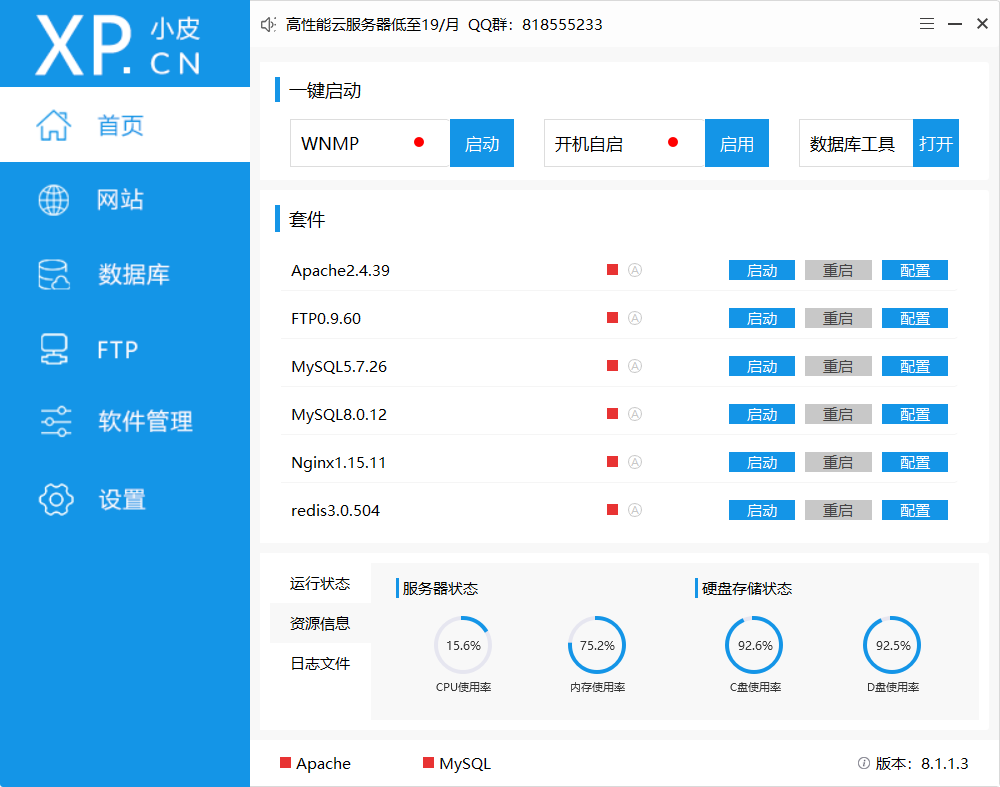 XP.小皮CN
高性能云服务器低至19/月 QQ群：818555233
首页
网站
数据库
FTP
软件管理
设置
一键启动
WNMP 启动 开机自启 启用 数据库工具 打开
套件
Apache2.4.39 Ⓐ 启动 重启 配置
FTP0.9.60 Ⓐ 启动 重启 配置
MySQL5.7.26 Ⓐ 启动 重启 配置
MySQL8.0.12 Ⓐ 启动 重启 配置
Nginx1.15.11 Ⓐ 启动 重启 配置
redis3.0.504 Ⓐ 启动 重启 配置
运行状态
资源信息
日志文件
服务器状态 硬盘存储状态
15.6% 75.2% 92.6% 92.5%
CPU使用率 内存使用率 C盘使用率 D盘使用率
Apache MySQL 版本：8.1.1.3